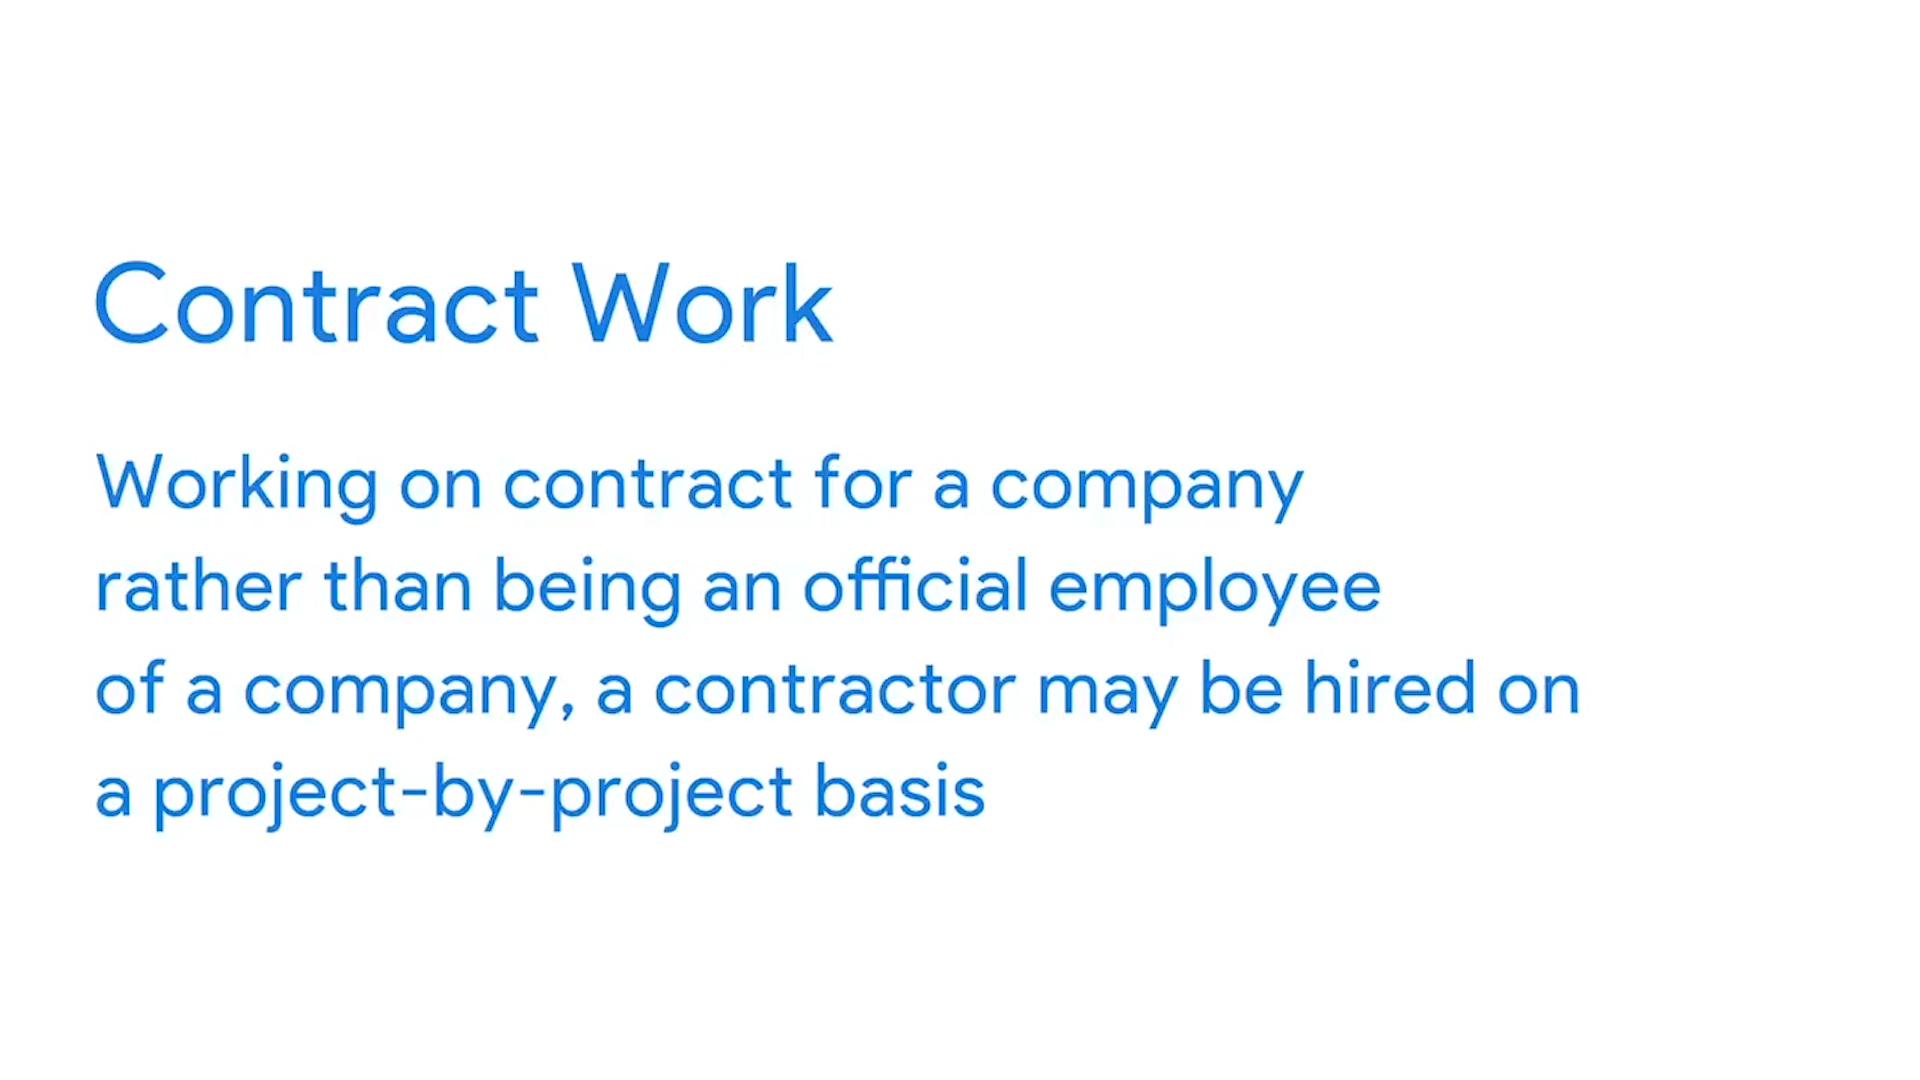 Contract Work
Working on contract for a company
rather than being an official employee
of a company, a contractor may be hired on
a project-by-project basis